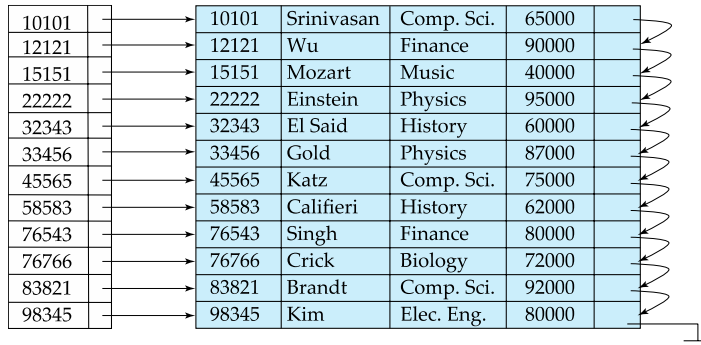 10101 10101 Srinivasan Comp. Sci. 65000
12121 12121 Wu Finance 90000
15151 15151 Mozart Music 40000
22222 22222 Einstein Physics 95000
32343 32343 El Said History 60000
33456 33456 Gold Physics 87000
45565 45565 Katz Comp. Sci. 75000
58583 58583 Califieri History 62000
76543 76543 Singh Finance 80000
76766 76766 Crick Biology 72000
83821 83821 Brandt Comp. Sci. 92000
98345 98345 Kim Elec. Eng. 80000